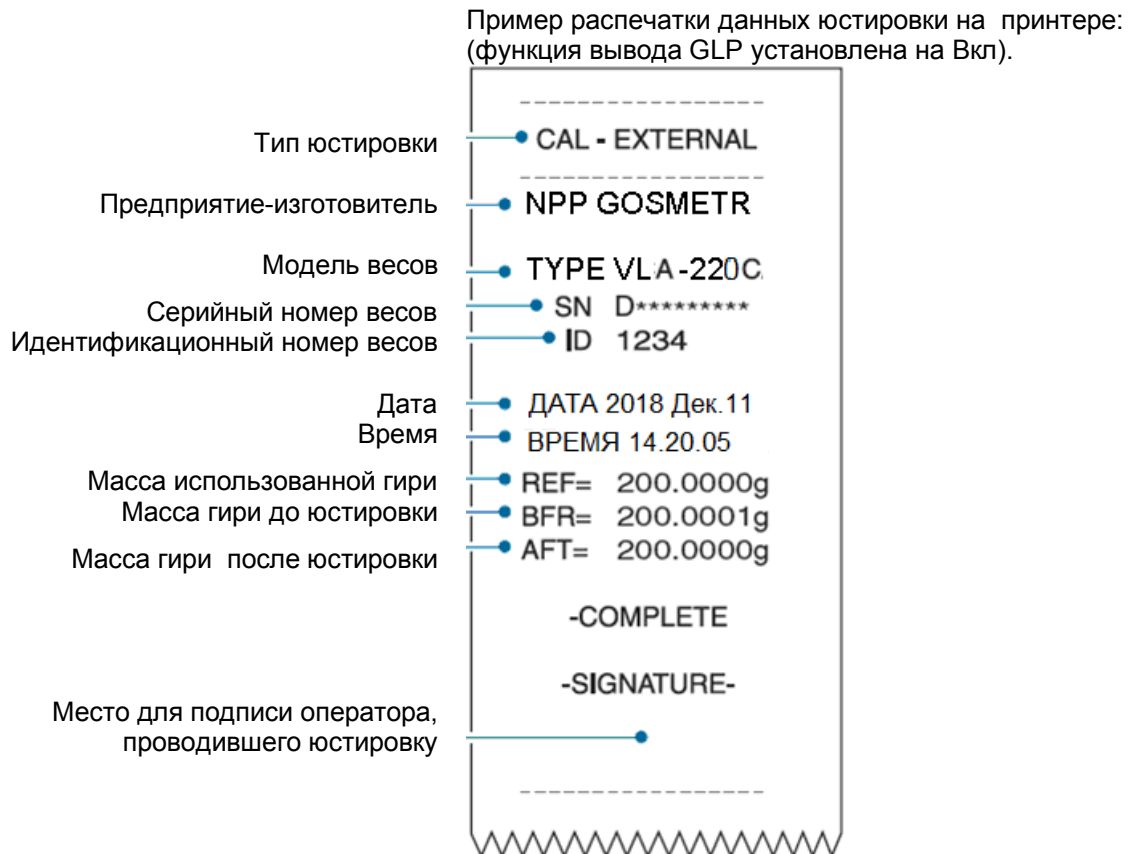 Пример распечатки данных юстировки на принтере:
(функция вывода GLP установлена на Вкл).
Тип юстировки
CAL - EXTERNAL
Предприятие-изготовитель
NPP GOSMETR
Модель весов
TYPE VLA -220C
Серийный номер весов
SN D*********
Идентификационный номер весов
ID 1234
Дата
ДАТА 2018 Дек.11
Время
ВРЕМЯ 14.20.05
Масса использованной гири
REF= 200.0000g
Масса гири до юстировки
BFR= 200.0001g
Масса гири после юстировки
AFT= 200.0000g
-COMPLETE
-SIGNATURE-
Место для подписи оператора,
проводившего юстировку